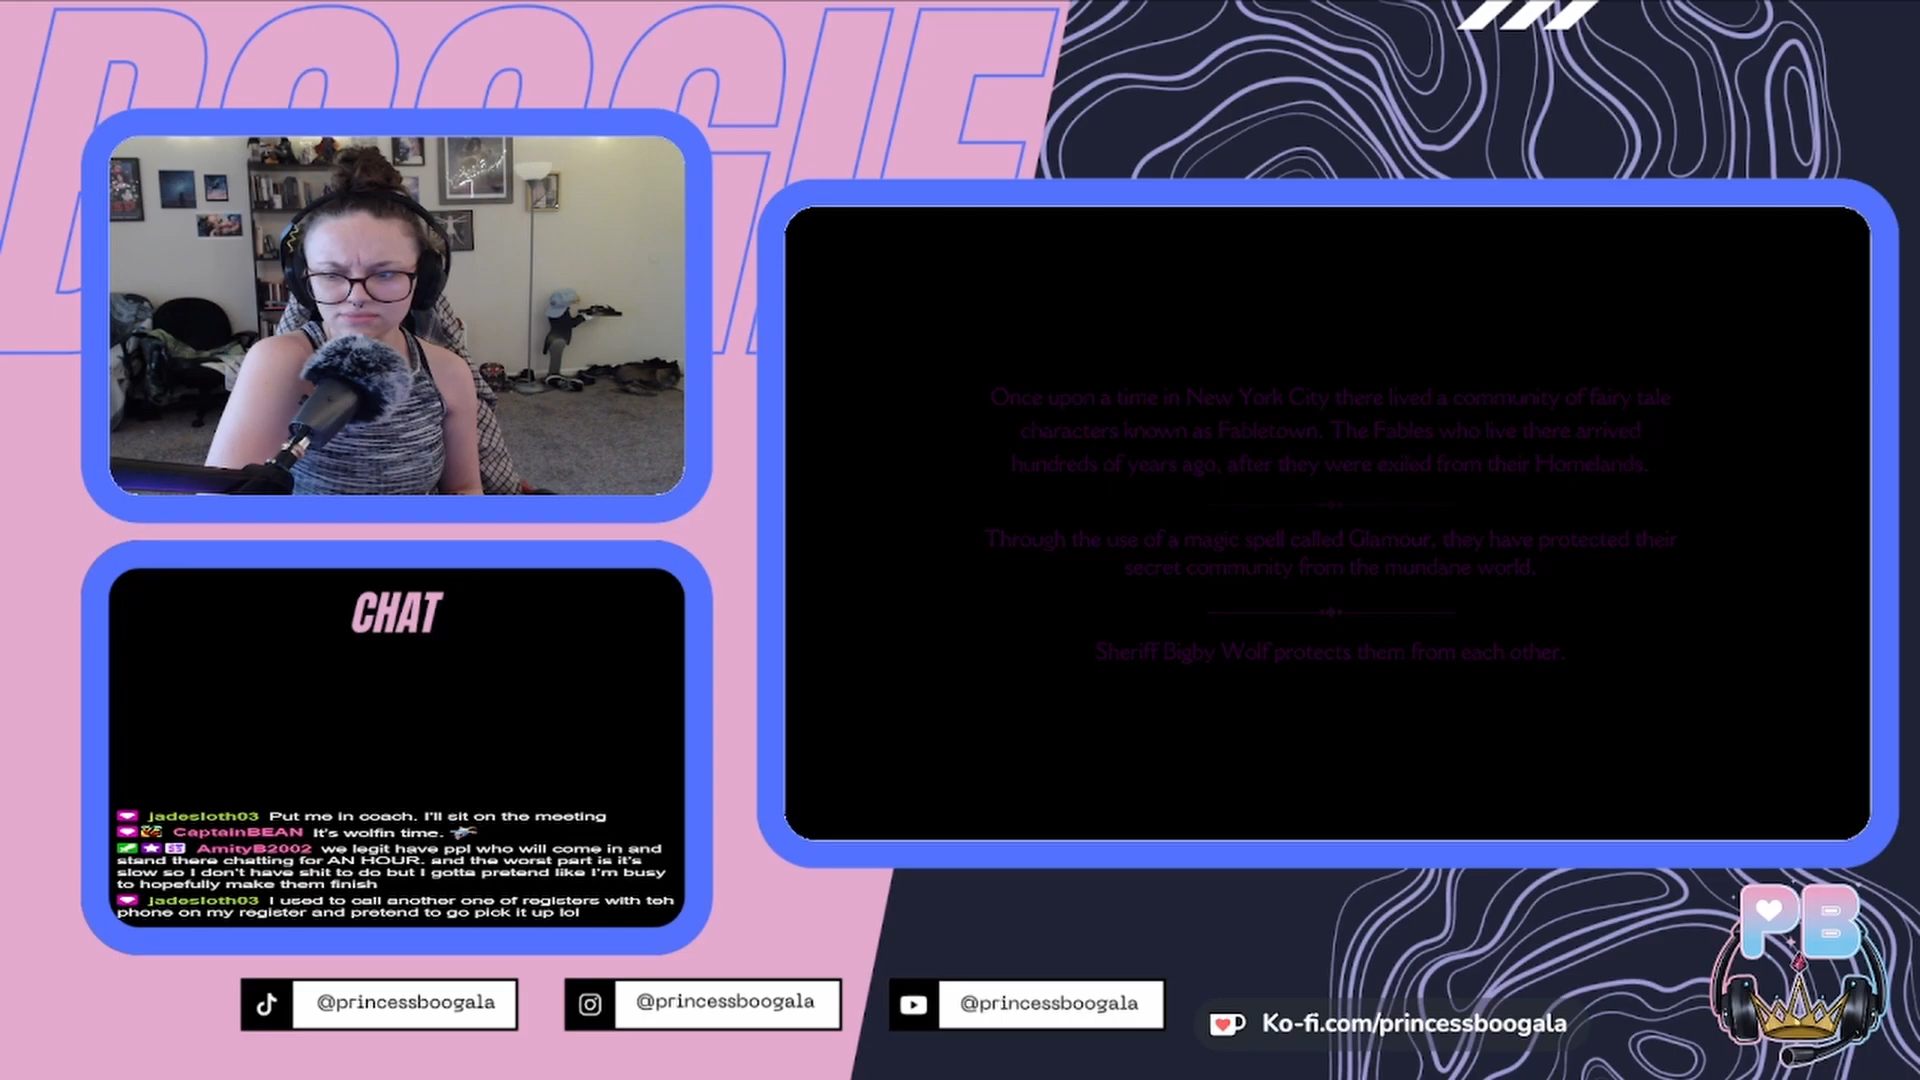 BOOGIE
CHAT
jadesloth03 Put me in coach. I'll sit on the meeting
CaptainBEAN It's wolfin time.
AmityB2002 we legit have ppl who will come in and
stand there chatting for AN HOUR. and the worst part is it's
slow so I don't have shit to do but I gotta pretend like I'm busy
to hopefully make them finish
jadesloth03 I used to call another one of registers with teh
phone on my register and pretend to go pick it up lol
Once upon a time in New York City there lived a community of fairy tale
characters known as Fabletown. The Fables who live there arrived
hundreds of years ago, after they were exiled from their Homelands.
Through the use of a magic spell called Glamour, they have protected their
secret community from the mundane world.
Sheriff Bigby Wolf protects them from each other.
@princessboogala
@princessboogala
@princessboogala
Ko-fi.com/princessboogala
PB